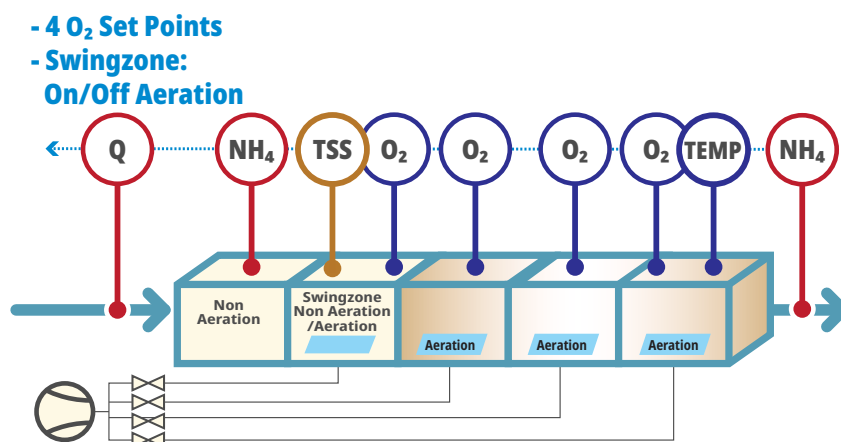 - 4 O₂ Set Points
- Swingzone:
On/Off Aeration
Q
NH₄
TSS
O₂
O₂
O₂
O₂
TEMP
NH₄
Non
Aeration
Swingzone
Non Aeration
/Aeration
Aeration
Aeration
Aeration